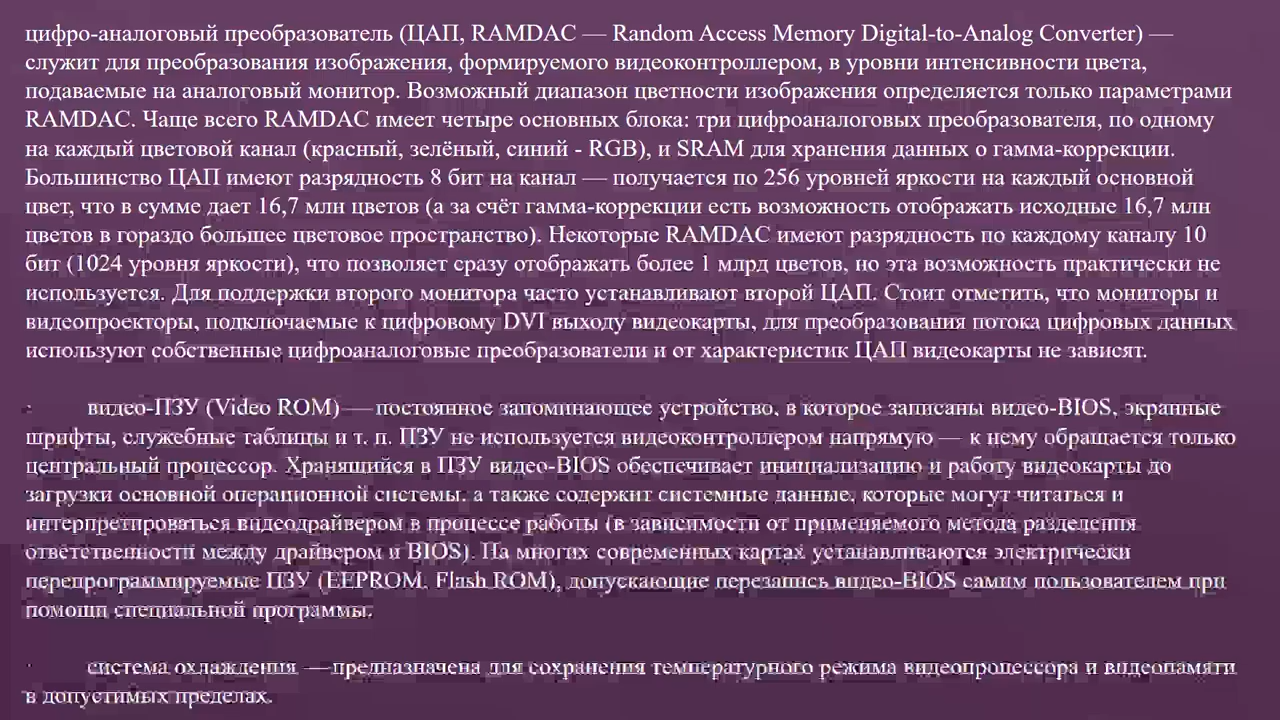 цифро-аналоговый преобразователь (ЦАП, RAMDAC — Random Access Memory Digital-to-Analog Converter) —
служит для преобразования изображения, формируемого видеоконтроллером, в уровни интенсивности цвета,
подаваемые на аналоговый монитор. Возможный диапазон цветности изображения определяется только параметрами
RAMDAC. Чаще всего RAMDAC имеет четыре основных блока: три цифроаналоговых преобразователя, по одному
на каждый цветовой канал (красный, зелёный, синий - RGB), и SRAM для хранения данных о гамма-коррекции.
Большинство ЦАП имеют разрядность 8 бит на канал — получается по 256 уровней яркости на каждый основной
цвет, что в сумме дает 16,7 млн цветов (а за счёт гамма-коррекции есть возможность отображать исходные 16,7 млн
цветов в гораздо большее цветовое пространство). Некоторые RAMDAC имеют разрядность по каждому каналу 10
бит (1024 уровня яркости), что позволяет сразу отображать более 1 млрд цветов, но эта возможность практически не
используется. Для поддержки второго монитора часто устанавливают второй ЦАП. Стоит отметить, что мониторы и
видеопроекторы, подключаемые к цифровому DVI выходу видеокарты, для преобразования потока цифровых данных
используют собственные цифроаналоговые преобразователи и от характеристик ЦАП видеокарты не зависят.
· видео-ПЗУ (Video ROM) — постоянное запоминающее устройство, в которое записаны видео-BIOS, экранные
шрифты, служебные таблицы и т. п. ПЗУ не используется видеоконтроллером напрямую — к нему обращается только
центральный процессор. Хранящийся в ПЗУ видео-BIOS обеспечивает инициализацию и работу видеокарты до
загрузки основной операционной системы, а также содержит системные данные, которые могут читаться и
интерпретироваться видеодрайвером в процессе работы (в зависимости от применяемого метода разделения
ответственности между драйвером и BIOS). На многих современных картах устанавливаются электрически
перепрограммируемые ПЗУ (EEPROM, Flash ROM), допускающие перезапись видео-BIOS самим пользователем при
помощи специальной программы.
· система охлаждения — предназначена для сохранения температурного режима видеопроцессора и видеопамяти
в допустимых пределах.